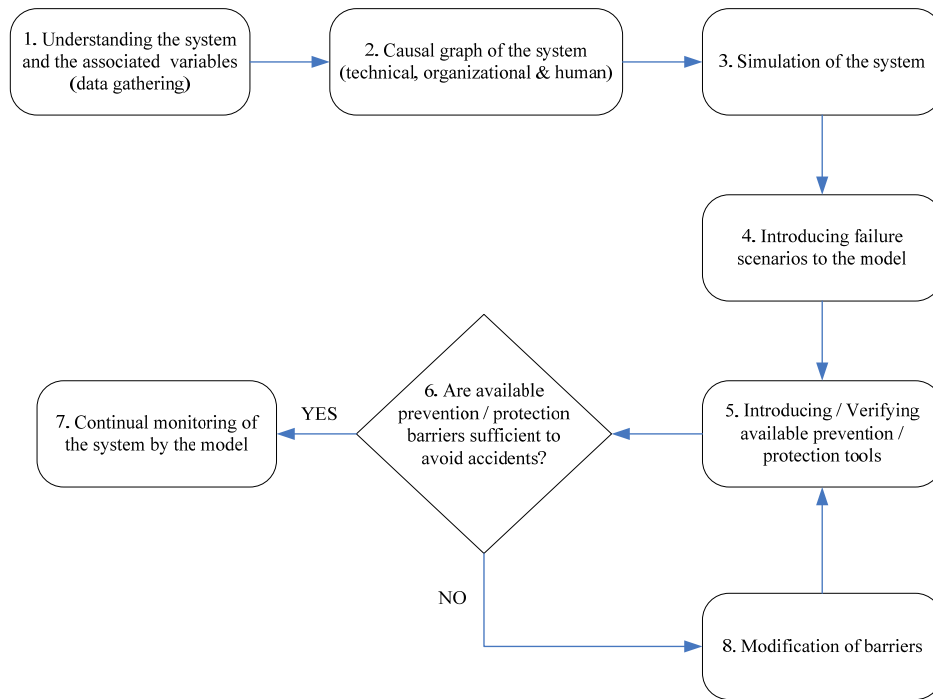 1. Understanding the system
and the associated variables
(data gathering)
2. Causal graph of the system
(technical, organizational & human)
3. Simulation of the system
4. Introducing failure
scenarios to the model
5. Introducing / Verifying
available prevention /
protection tools
6. Are available
prevention / protection
barriers sufficient to
avoid accidents?
YES
7. Continual monitoring of
the system by the model
NO
8. Modification of barriers